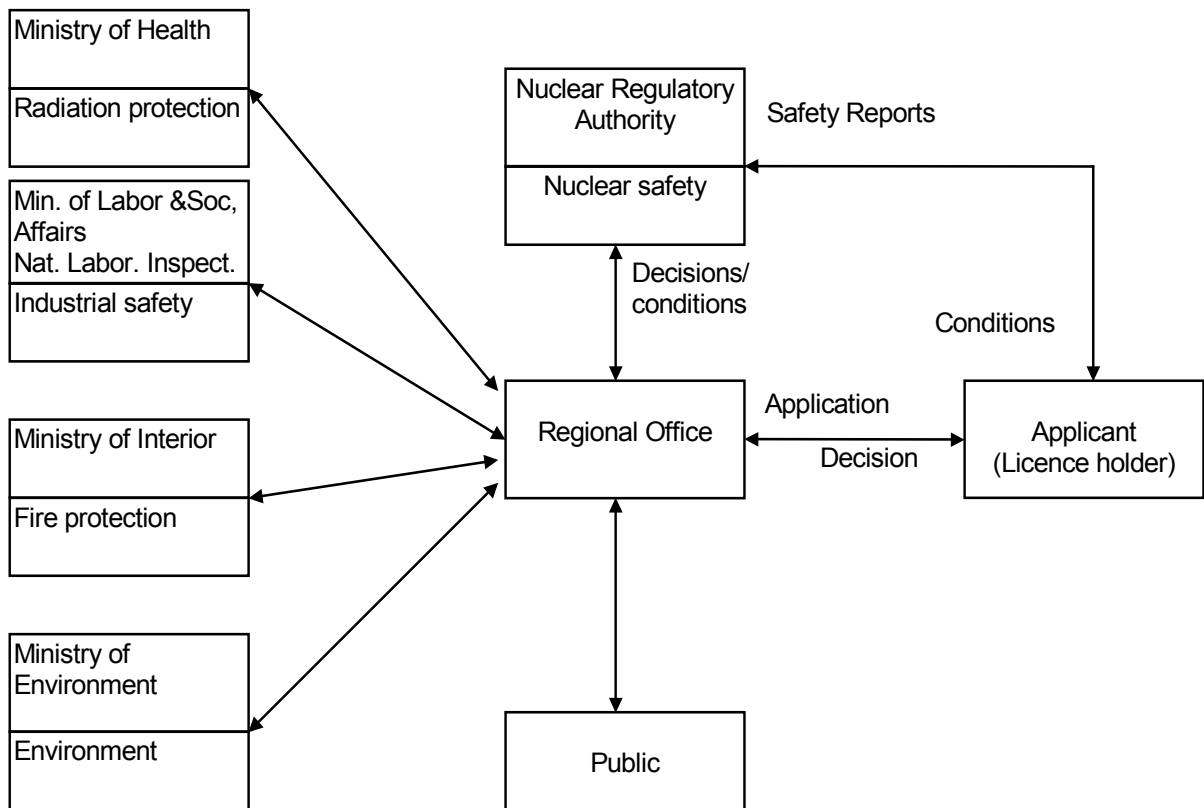 Ministry of Health
Radiation protection
Min. of Labor &Soc,
Affairs
Nat. Labor. Inspect.
Industrial safety
Ministry of Interior
Fire protection
Ministry of
Environment
Environment
Nuclear Regulatory
Authority
Nuclear safety
Safety Reports
Decisions/
conditions
Conditions
Regional Office
Application
Decision
Applicant
(Licence holder)
Public